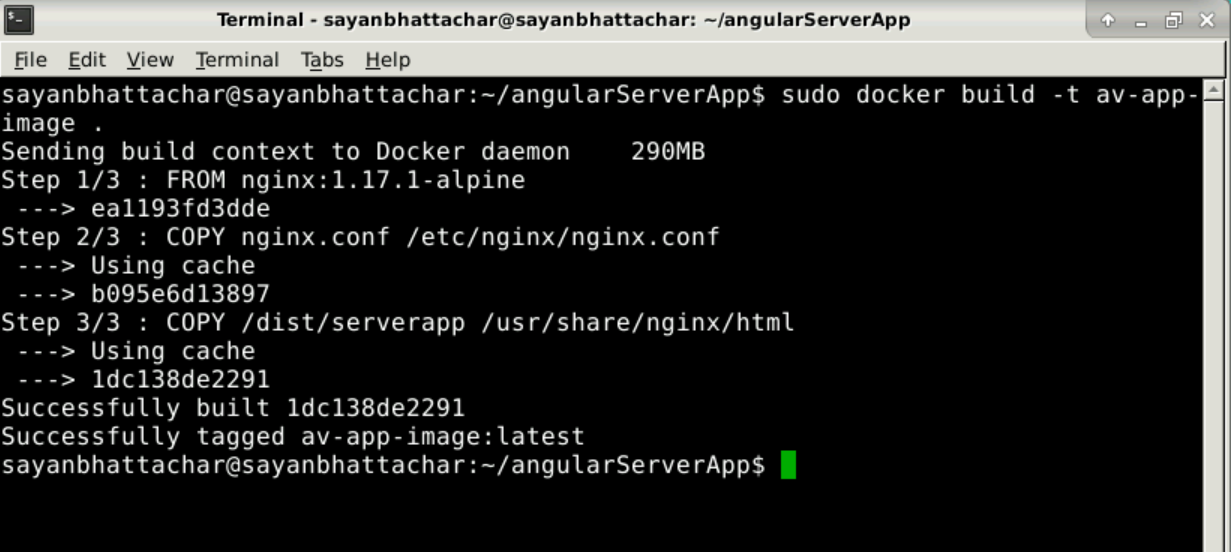 Terminal - sayanbhattachar@sayanbhattachar: ~/angularServerApp
File Edit View Terminal Tabs Help
sayanbhattachar@sayanbhattachar:~/angularServerApp$ sudo docker build -t av-app-
image .
Sending build context to Docker daemon    290MB
Step 1/3 : FROM nginx:1.17.1-alpine
 ---> ea1193fd3dde
Step 2/3 : COPY nginx.conf /etc/nginx/nginx.conf
 ---> Using cache
 ---> b095e6d13897
Step 3/3 : COPY /dist/serverapp /usr/share/nginx/html
 ---> Using cache
 ---> 1dc138de2291
Successfully built 1dc138de2291
Successfully tagged av-app-image:latest
sayanbhattachar@sayanbhattachar:~/angularServerApp$